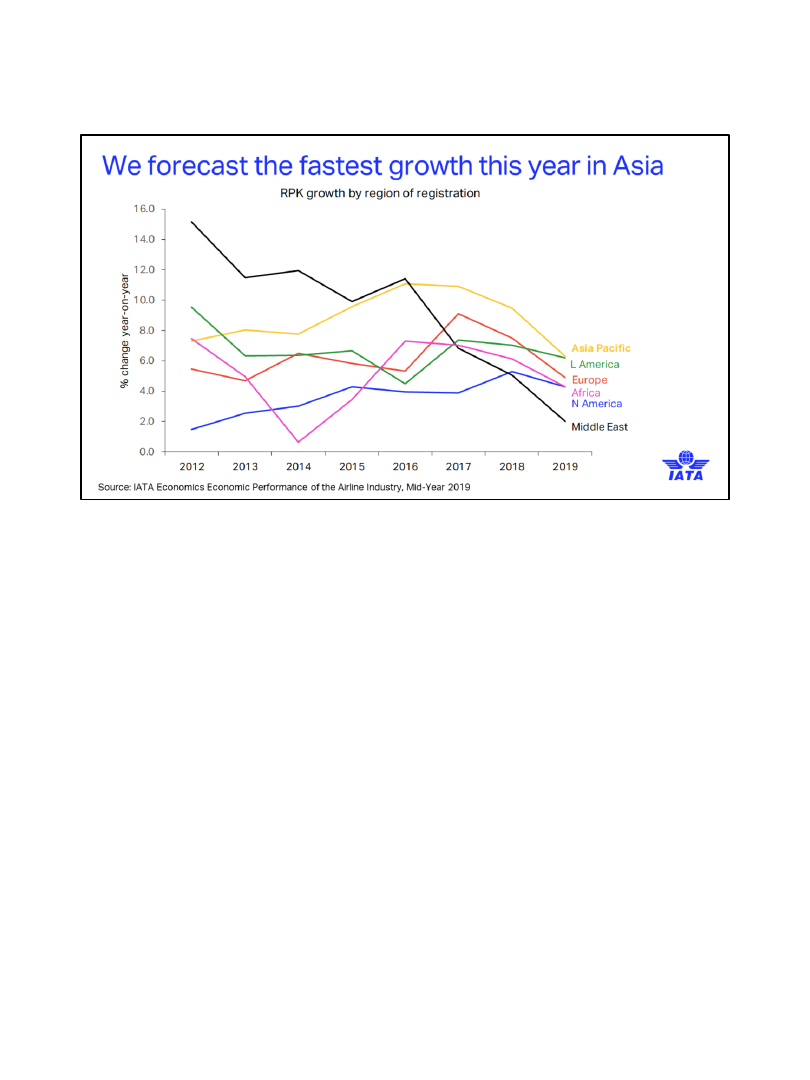 We forecast the fastest growth this year in Asia
RPK growth by region of registration
% change year-on-year
16.0
14.0
12.0
10.0
8.0
6.0
4.0
2.0
0.0
2012 2013 2014 2015 2016 2017 2018 2019
Asia Pacific
L America
Europe
Africa
N America
Middle East
Source: IATA Economics Economic Performance of the Airline Industry, Mid-Year 2019
IATA